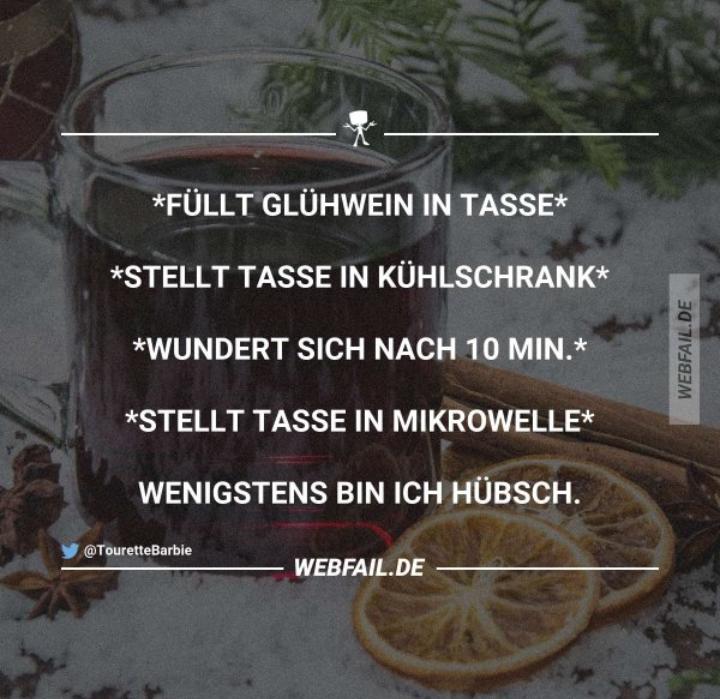 *FÜLLT GLÜHWEIN IN TASSE*
*STELLT TASSE IN KÜHLSCHRANK*
*WUNDERT SICH NACH 10 MIN.*
*STELLT TASSE IN MIKROWELLE*
WENIGSTENS BIN ICH HÜBSCH.
@TouretteBarbie
WEBFAIL.DE
WEBFAIL.DE